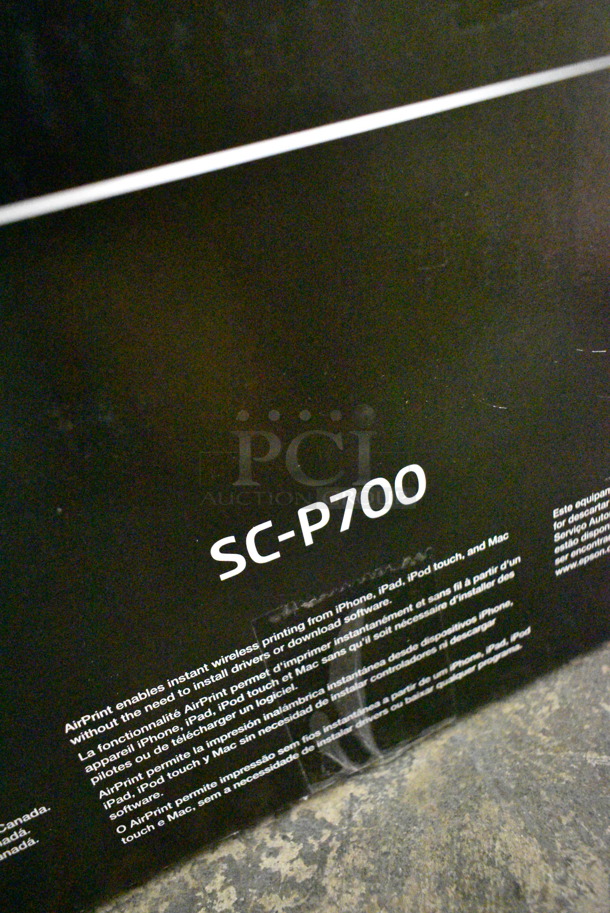 PCI
AUCTION
SC-P700
AirPrint enables instant wireless printing from iPhone, iPad, iPod touch, and Mac
without the need to install drivers or download software.
La fonctionnalité AirPrint permet d'imprimer instantanément et sans fil à partir d'un
appareil iPhone, iPad, iPod touch et Mac sans qu'il soit nécessaire d'installer des
pilotes ou de télécharger un logiciel.
AirPrint permite la impresión inalámbrica instantánea desde dispositivos iPhone,
iPad, iPod touch y Mac sin necesidad de instalar controladores ni descargar
software.
O AirPrint permite impressão sem fios instantânea a partir de um iPhone, iPad, iPod
touch e Mac, sem a necessidade de instalar drivers ou baixar qualquer programa.
Este equipan
for descartar
Serviço Auto
estão dispon
ser encontra
www.epson.c
Canada.
adá.
nadá.